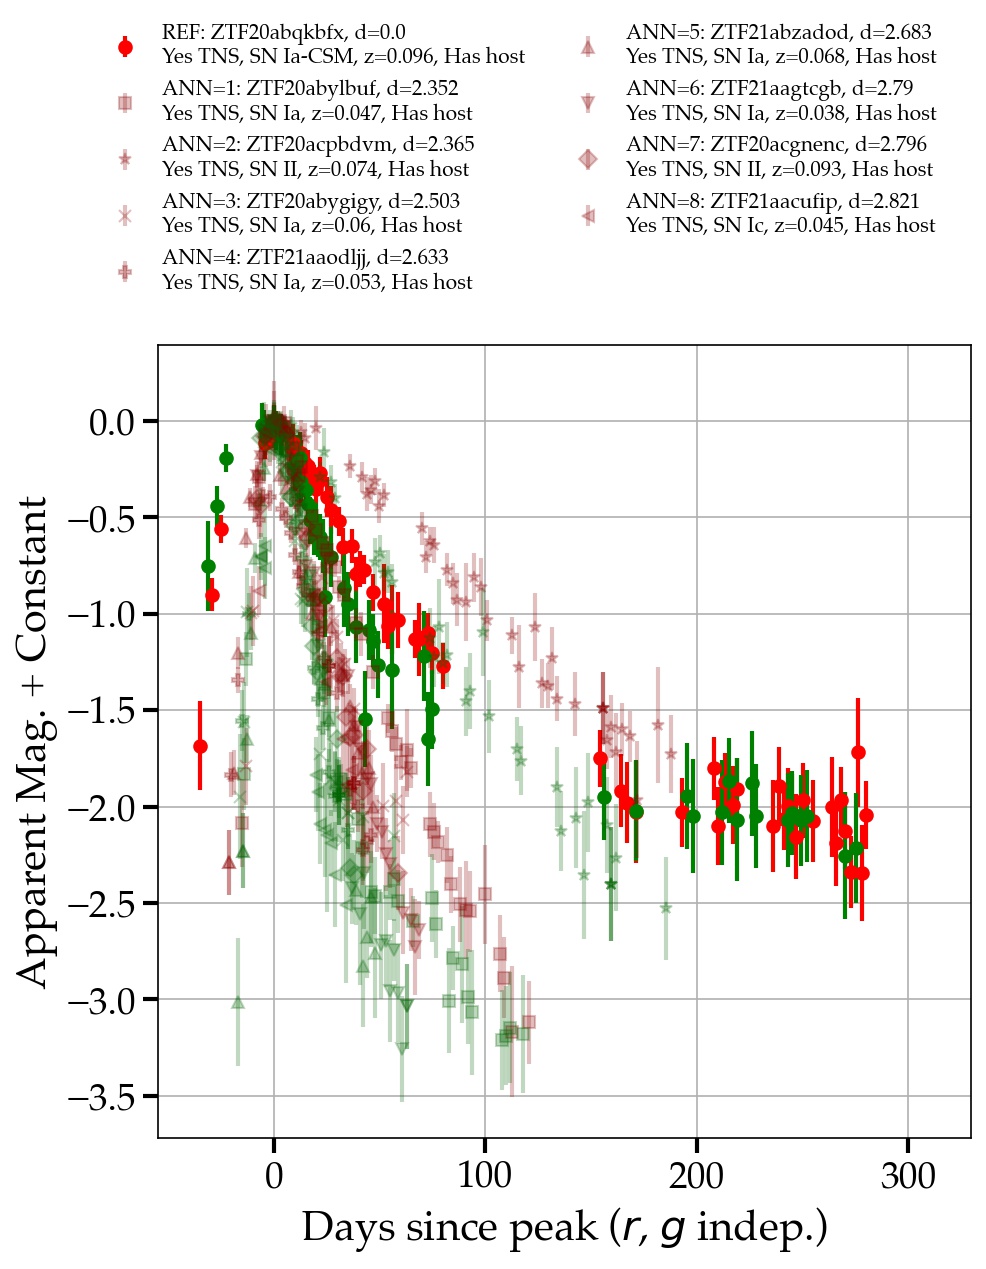 REF: ZTF20abqkbfx, d=0.0
Yes TNS, SN Ia-CSM, z=0.096, Has host
ANN=1: ZTF20abylbuf, d=2.352
Yes TNS, SN Ia, z=0.047, Has host
ANN=2: ZTF20acpbdvm, d=2.365
Yes TNS, SN II, z=0.074, Has host
ANN=3: ZTF20abygigy, d=2.503
Yes TNS, SN Ia, z=0.06, Has host
ANN=4: ZTF21aaodljj, d=2.633
Yes TNS, SN Ia, z=0.053, Has host
ANN=5: ZTF21abzadod, d=2.683
Yes TNS, SN Ia, z=0.068, Has host
ANN=6: ZTF21aagtcgb, d=2.79
Yes TNS, SN Ia, z=0.038, Has host
ANN=7: ZTF20acgnenc, d=2.796
Yes TNS, SN II, z=0.093, Has host
ANN=8: ZTF21aacufip, d=2.821
Yes TNS, SN Ic, z=0.045, Has host
Apparent Mag. + Constant
0.0
−0.5
−1.0
−1.5
−2.0
−2.5
−3.0
−3.5
0 100 200 300
Days since peak (r, g indep.)